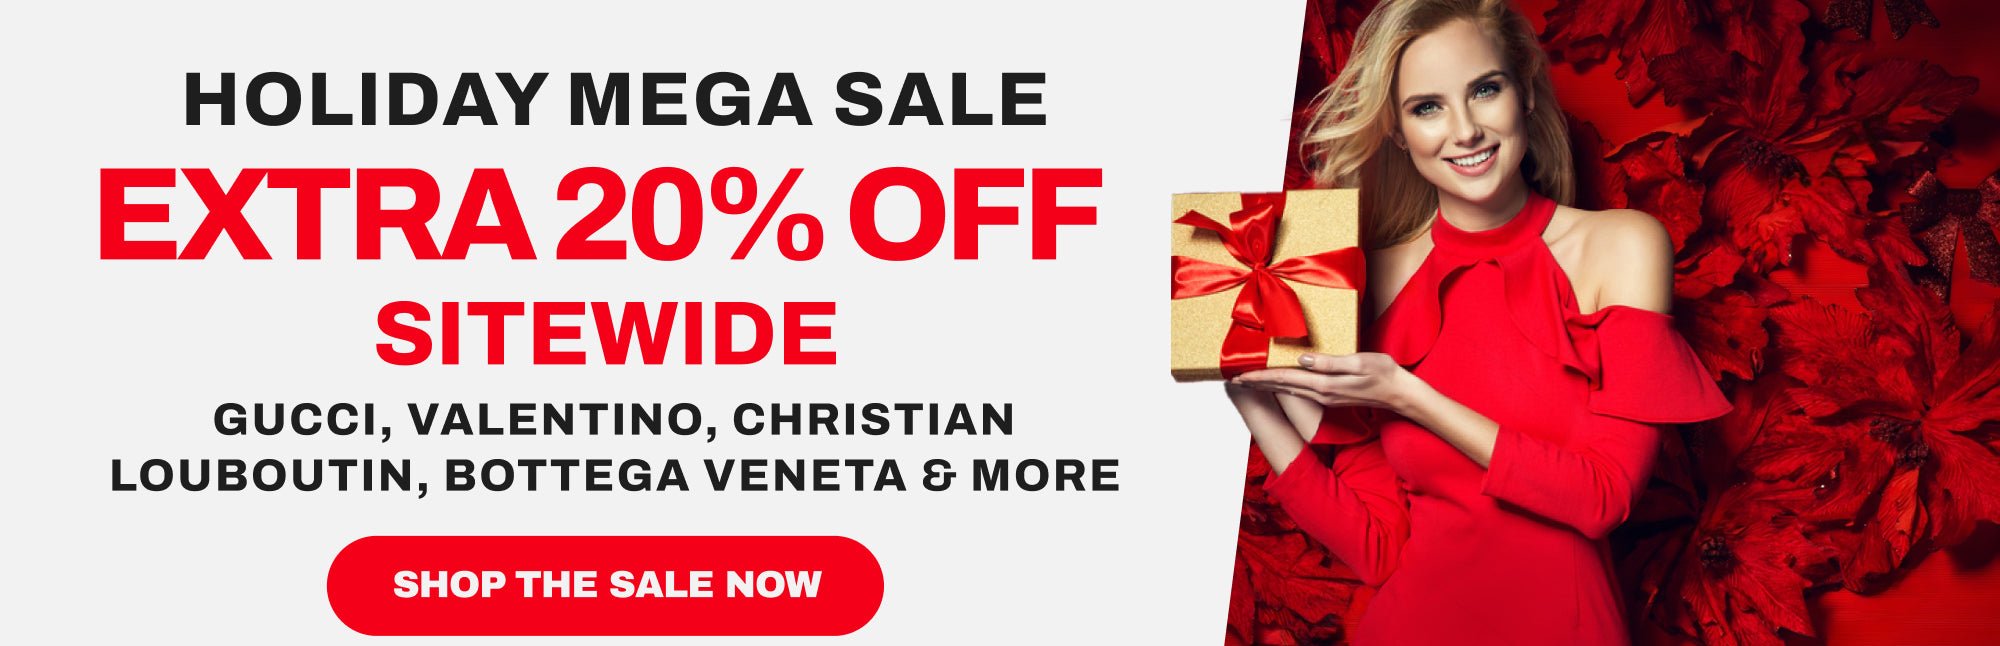 HOLIDAY MEGA SALE
EXTRA 20% OFF
SITEWIDE
GUCCI, VALENTINO, CHRISTIAN
LOUBOUTIN, BOTTEGA VENETA & MORE
SHOP THE SALE NOW